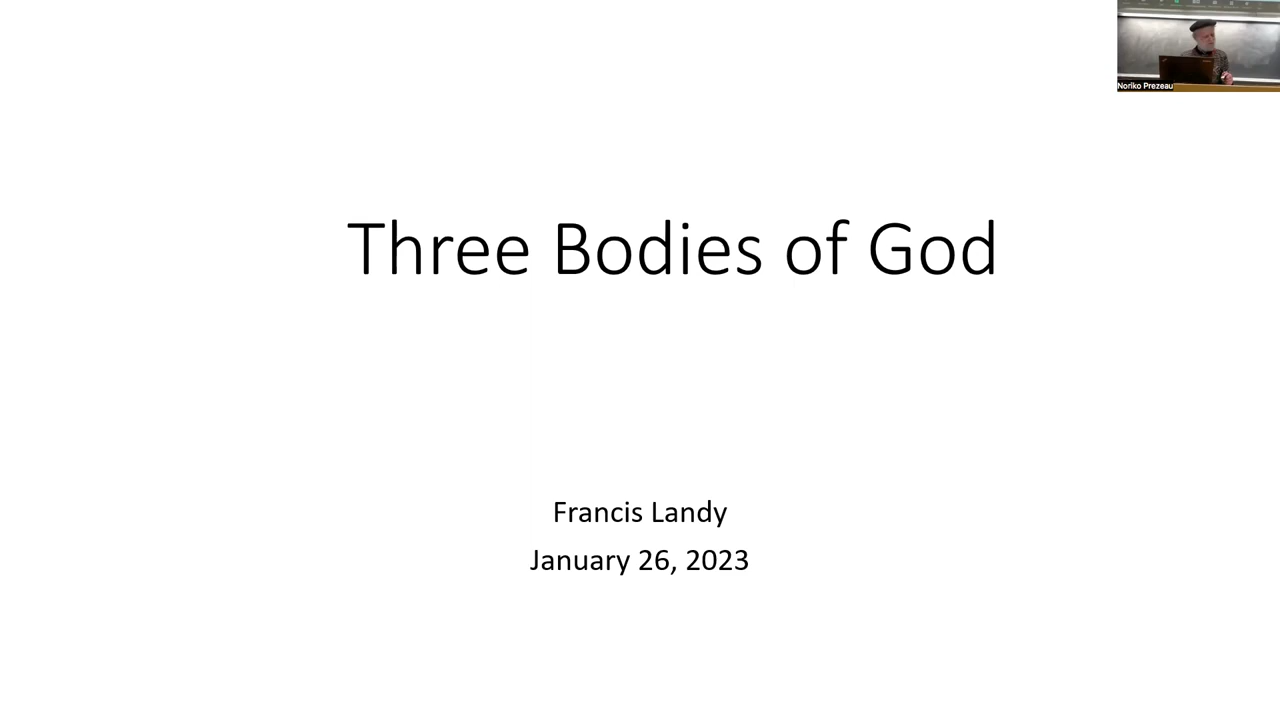 Noriko Prezeau
Three Bodies of God
Francis Landy
January 26, 2023